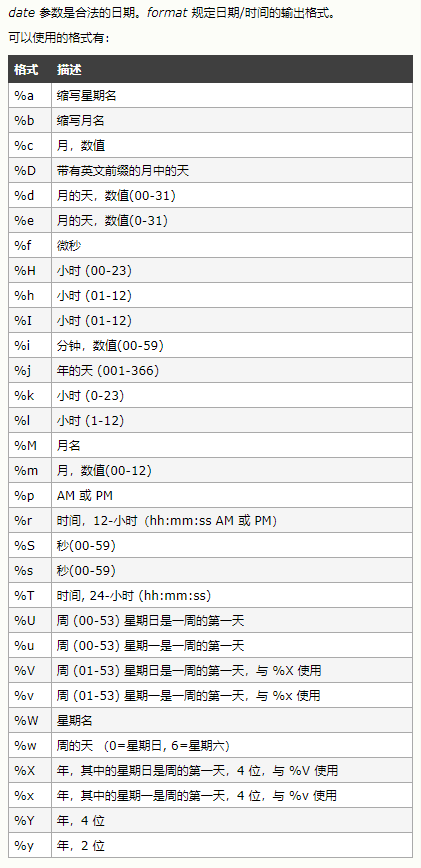 date 参数是合法的日期。format 规定日期/时间的输出格式。
可以使用的格式有：
格式 描述
%a 缩写星期名
%b 缩写月名
%c 月，数值
%D 带有英文前缀的月中的天
%d 月的天，数值(00-31)
%e 月的天，数值(0-31)
%f 微秒
%H 小时 (00-23)
%h 小时 (01-12)
%I 小时 (01-12)
%i 分钟，数值(00-59)
%j 年的天 (001-366)
%k 小时 (0-23)
%l 小时 (1-12)
%M 月名
%m 月，数值(00-12)
%p AM 或 PM
%r 时间，12-小时（hh:mm:ss AM 或 PM）
%S 秒(00-59)
%s 秒(00-59)
%T 时间, 24-小时 (hh:mm:ss)
%U 周 (00-53) 星期日是一周的第一天
%u 周 (00-53) 星期一是一周的第一天
%V 周 (01-53) 星期日是一周的第一天，与 %X 使用
%v 周 (01-53) 星期一是一周的第一天，与 %x 使用
%W 星期名
%w 周的天 （0=星期日, 6=星期六）
%X 年，其中的星期日是周的第一天，4 位，与 %V 使用
%x 年，其中的星期一是周的第一天，4 位，与 %v 使用
%Y 年，4 位
%y 年，2 位